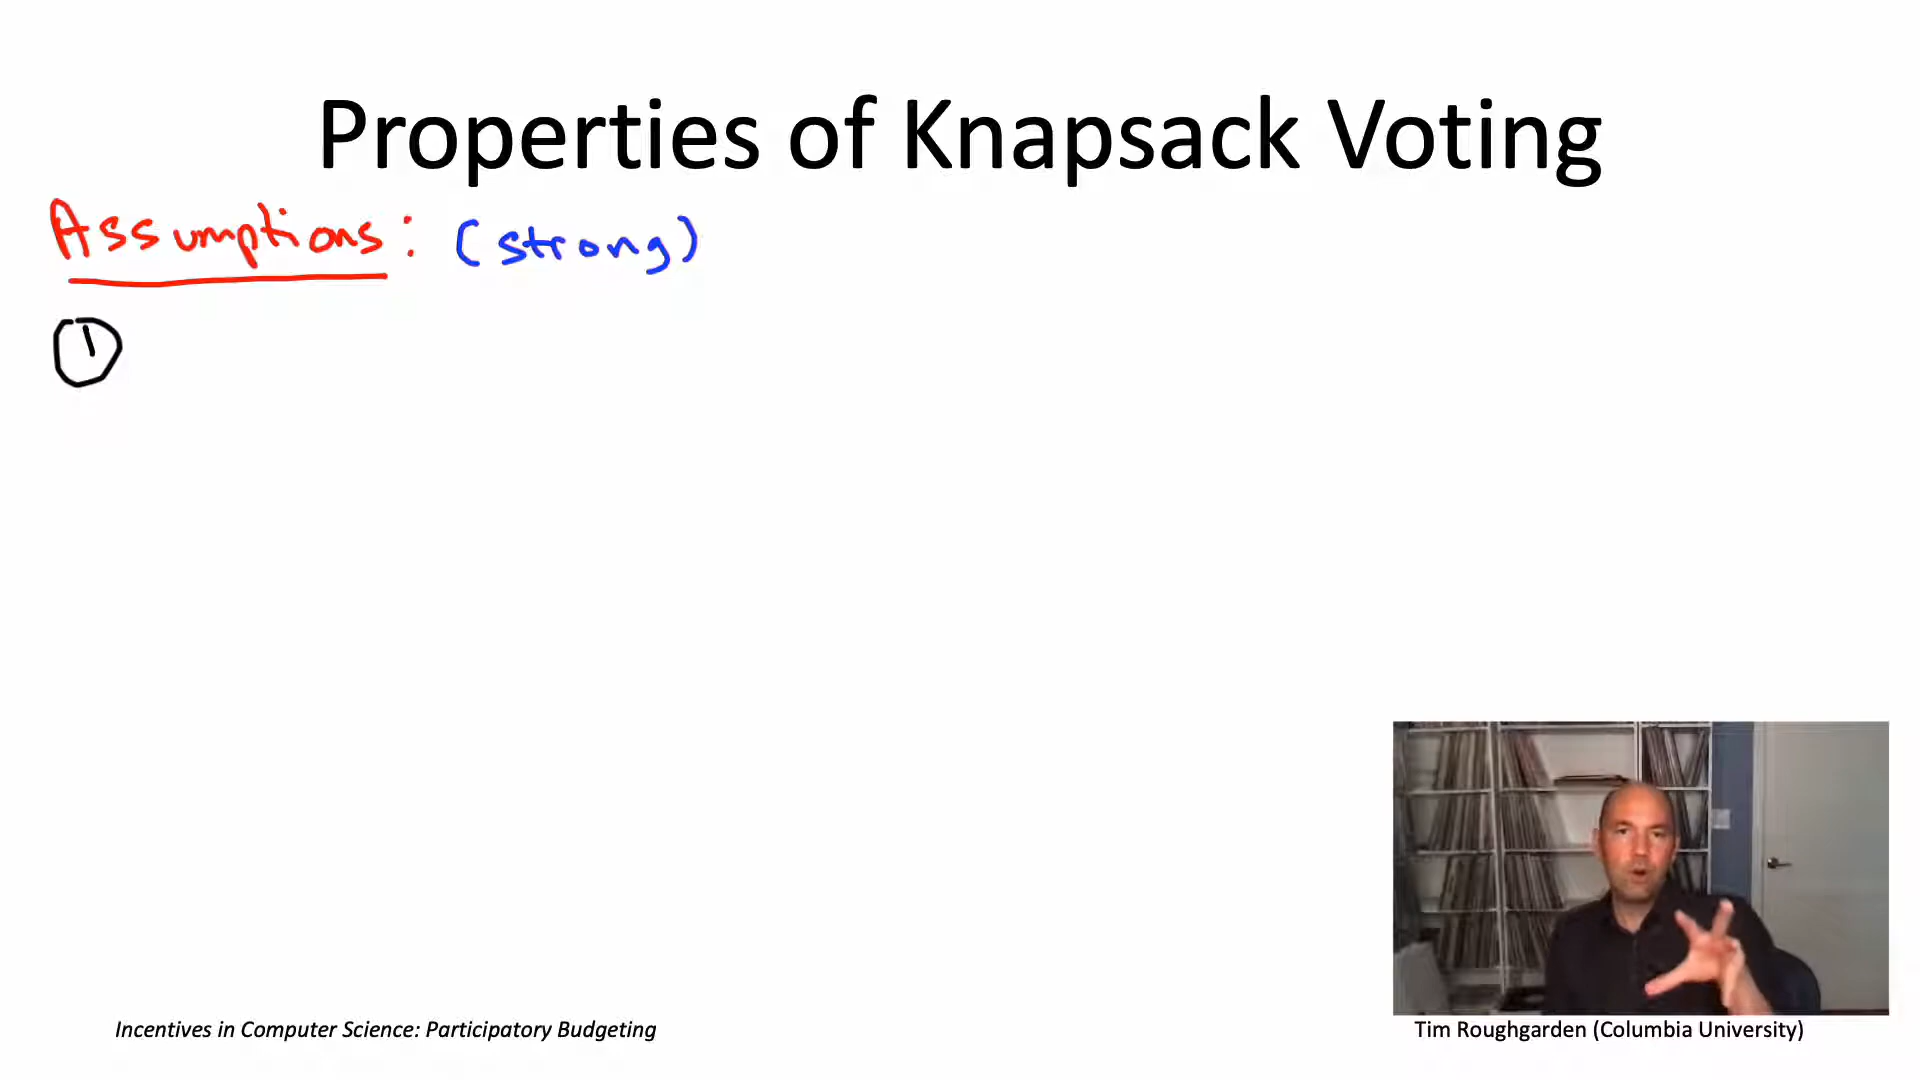 Properties of Knapsack Voting
Assumptions: (strong)
1
Incentives in Computer Science: Participatory Budgeting
Tim Roughgarden (Columbia University)